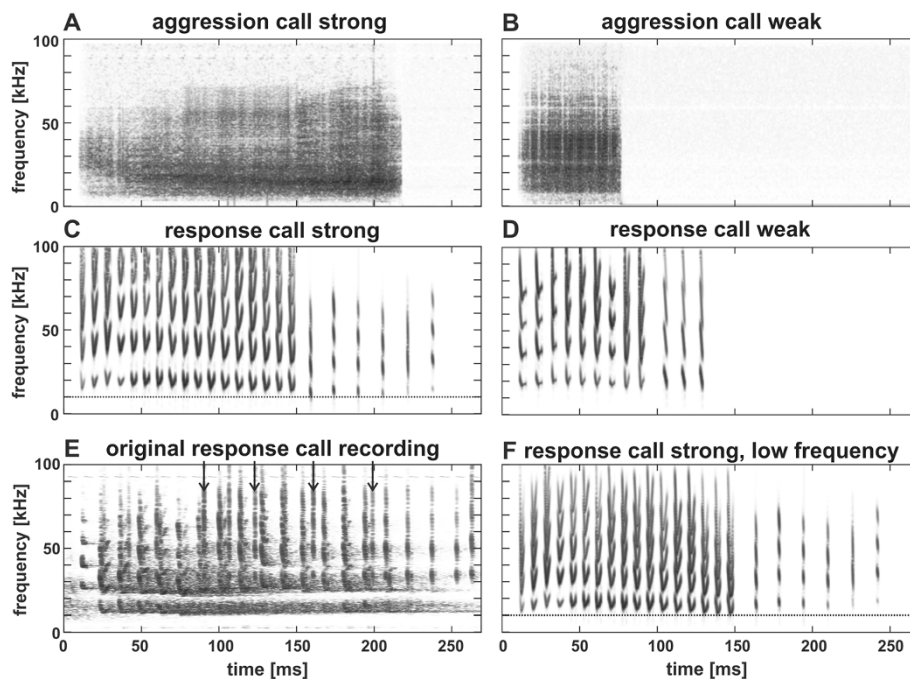 A aggression call strong
B aggression call weak
frequency [kHz]
100
50
0
C response call strong
D response call weak
frequency [kHz]
100
50
0
E original response call recording
F response call strong, low frequency
frequency [kHz]
100
50
0
0 50 100 150 200 250
0 50 100 150 200 250
time [ms]
time [ms]